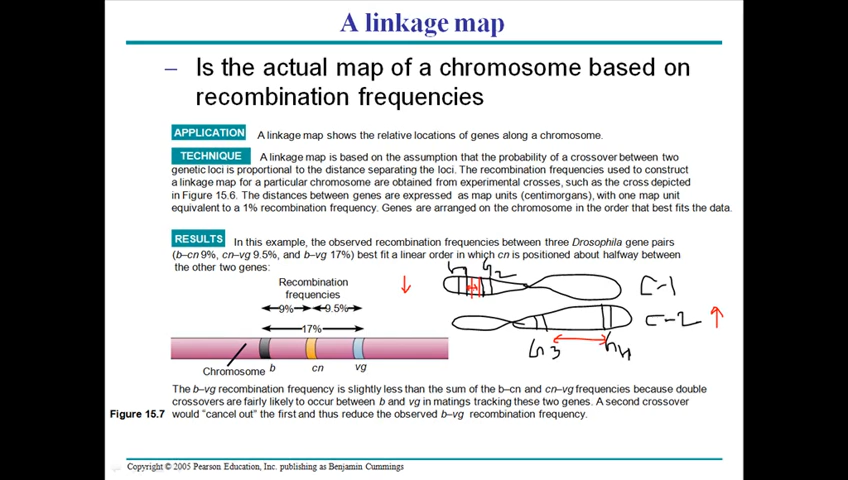 A linkage map
– Is the actual map of a chromosome based on
recombination frequencies
APPLICATION A linkage map shows the relative locations of genes along a chromosome.
TECHNIQUE A linkage map is based on the assumption that the probability of a crossover between two
genetic loci is proportional to the distance separating the loci. The recombination frequencies used to construct
a linkage map for a particular chromosome are obtained from experimental crosses, such as the cross depicted
in Figure 15.6. The distances between genes are expressed as map units (centimorgans), with one map unit
equivalent to a 1% recombination frequency. Genes are arranged on the chromosome in the order that best fits the data.
RESULTS In this example, the observed recombination frequencies between three Drosophila gene pairs
(b–cn 9%, cn–vg 9.5%, and b–vg 17%) best fit a linear order in which cn is positioned about halfway between
the other two genes:
Recombination
frequencies
9% 9.5%
17%
Chromosome b cn vg
C-1
C-2
The b–vg recombination frequency is slightly less than the sum of the b–cn and cn–vg frequencies because double
crossovers are fairly likely to occur between b and vg in matings tracking these two genes. A second crossover
Figure 15.7 would “cancel out” the first and thus reduce the observed b–vg recombination frequency.
Copyright © 2005 Pearson Education, Inc. publishing as Benjamin Cummings